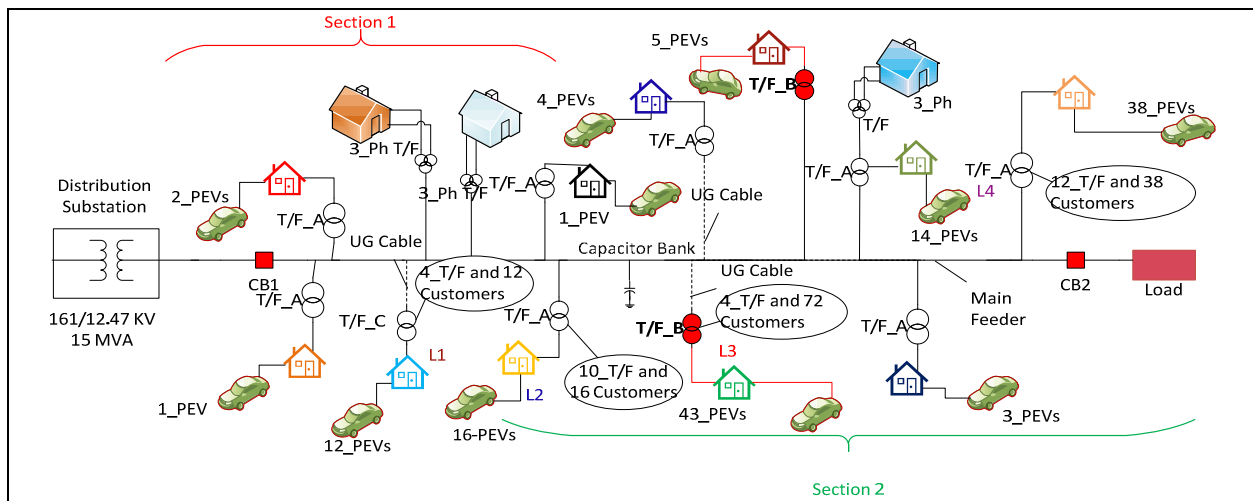 Section 1
5_PEVs
T/F_B
4_PEVs
T/F_A
3_Ph
T/F
38_PEVs
3_Ph T/F
3_Ph T/F
T/F_A
T/F_A
T/F_A
L4
12_T/F and 38
Customers
Distribution
Substation
2_PEVs
T/F_A
1_PEV
UG Cable
14_PEVs
UG Cable
Capacitor Bank
CB1
4_T/F and 12
Customers
UG Cable
CB2
Load
161/12.47 KV
15 MVA
T/F_A
T/F_C
T/F_A
T/F_B
4_T/F and 72
Customers
T/F_A
Main
Feeder
L1
L2
10_T/F and
16 Customers
L3
1_PEV
12_PEVs
16-PEVs
43_PEVs
3_PEVs
Section 2